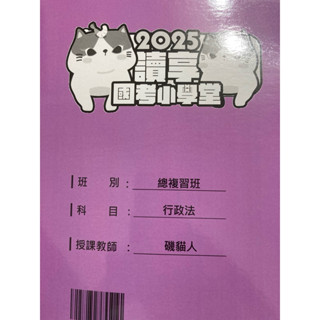 2025
讀享
國考小學堂
班 別 : 總複習班
科 目 : 行政法
授課教師 : 磯貓人